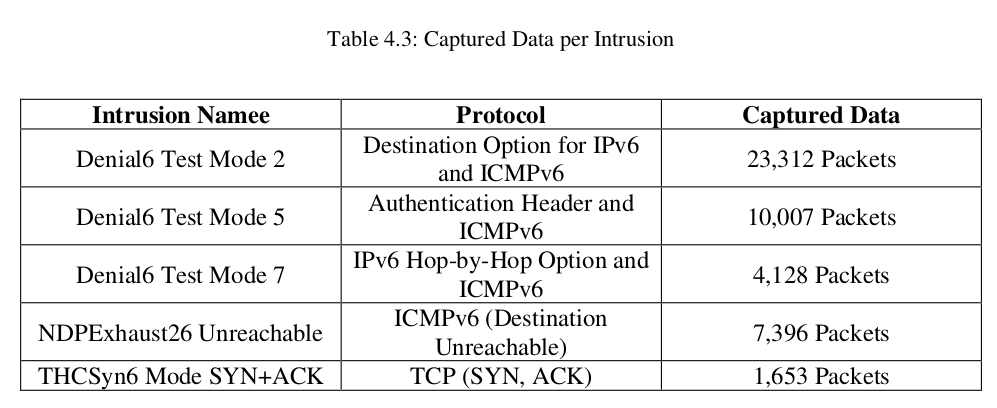 Table 4.3: Captured Data per Intrusion
Intrusion Namee Protocol Captured Data
Denial6 Test Mode 2 Destination Option for IPv6 and ICMPv6 23,312 Packets
Denial6 Test Mode 5 Authentication Header and ICMPv6 10,007 Packets
Denial6 Test Mode 7 IPv6 Hop-by-Hop Option and ICMPv6 4,128 Packets
NDPExhaust26 Unreachable ICMPv6 (Destination Unreachable) 7,396 Packets
THCSyn6 Mode SYN+ACK TCP (SYN, ACK) 1,653 Packets